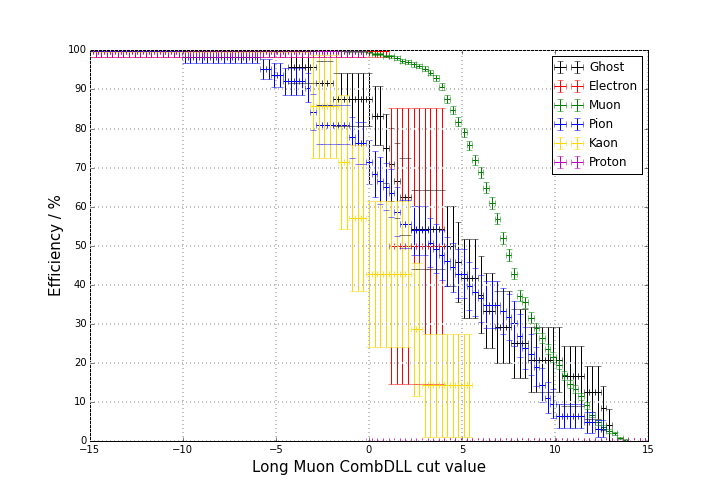 100
90
80
70
60
50
40
30
20
10
0
Efficiency / %
Ghost
Electron
Muon
Pion
Kaon
Proton
−15
−10
−5
0
5
10
15
Long Muon CombDLL cut value